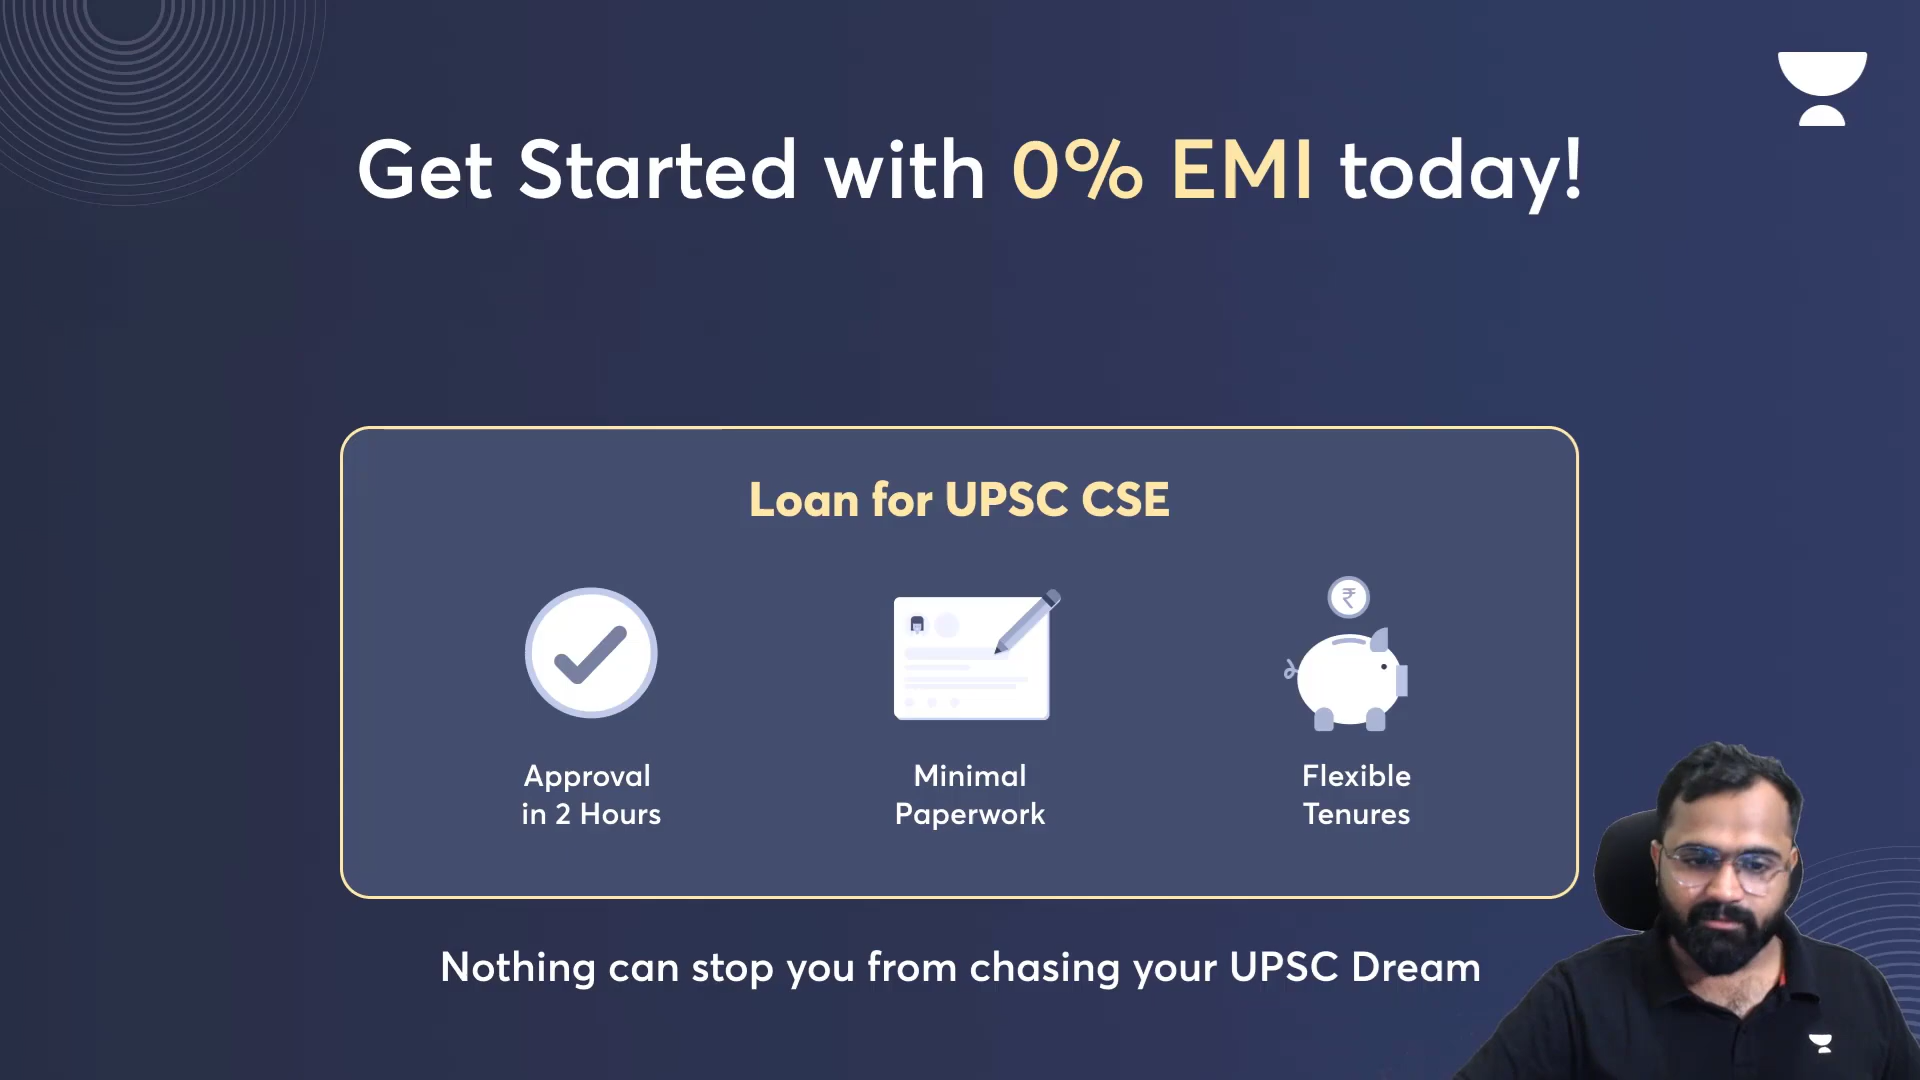 Get Started with 0% EMI today!
Loan for UPSC CSE
₹
Approval
in 2 Hours
Minimal
Paperwork
Flexible
Tenures
Nothing can stop you from chasing your UPSC Dream